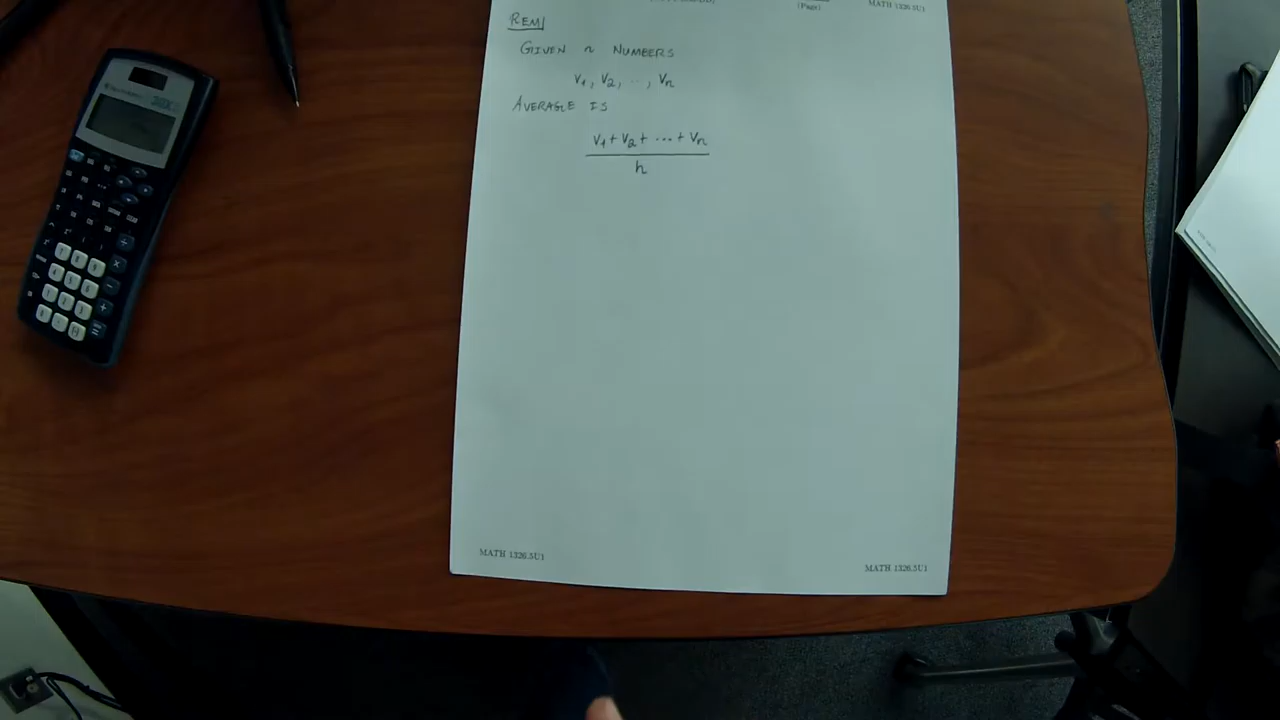 (Page)
MATH 1326.5U1
REM|
GIVEN n NUMBERS
v₁, v₂, ..., vₙ
AVERAGE IS
v₁ + v₂ + ... + vₙ
n
MATH 1326.5U1
MATH 1326.5U1